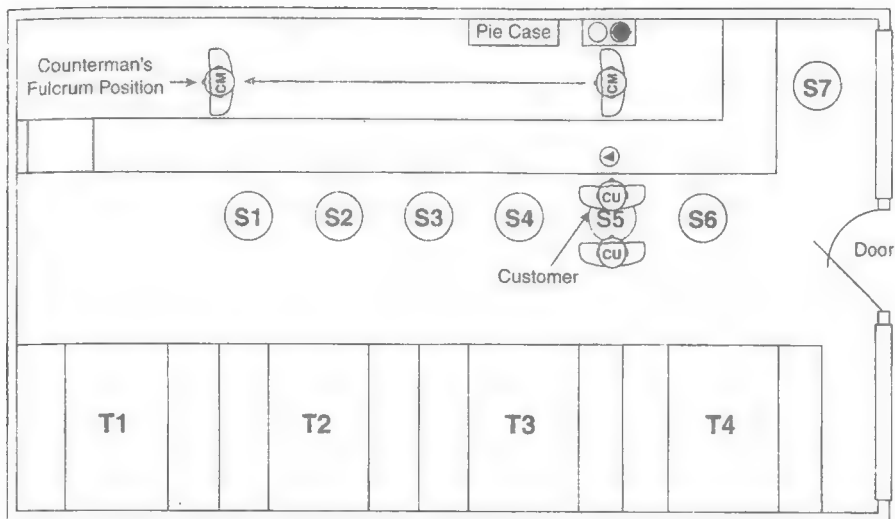 Pie Case
Counterman's
Fulcrum Position
CM
CM
S7
CU
S1
S2
S3
S4
S5
S6
CU
Door
Customer
T1
T2
T3
T4